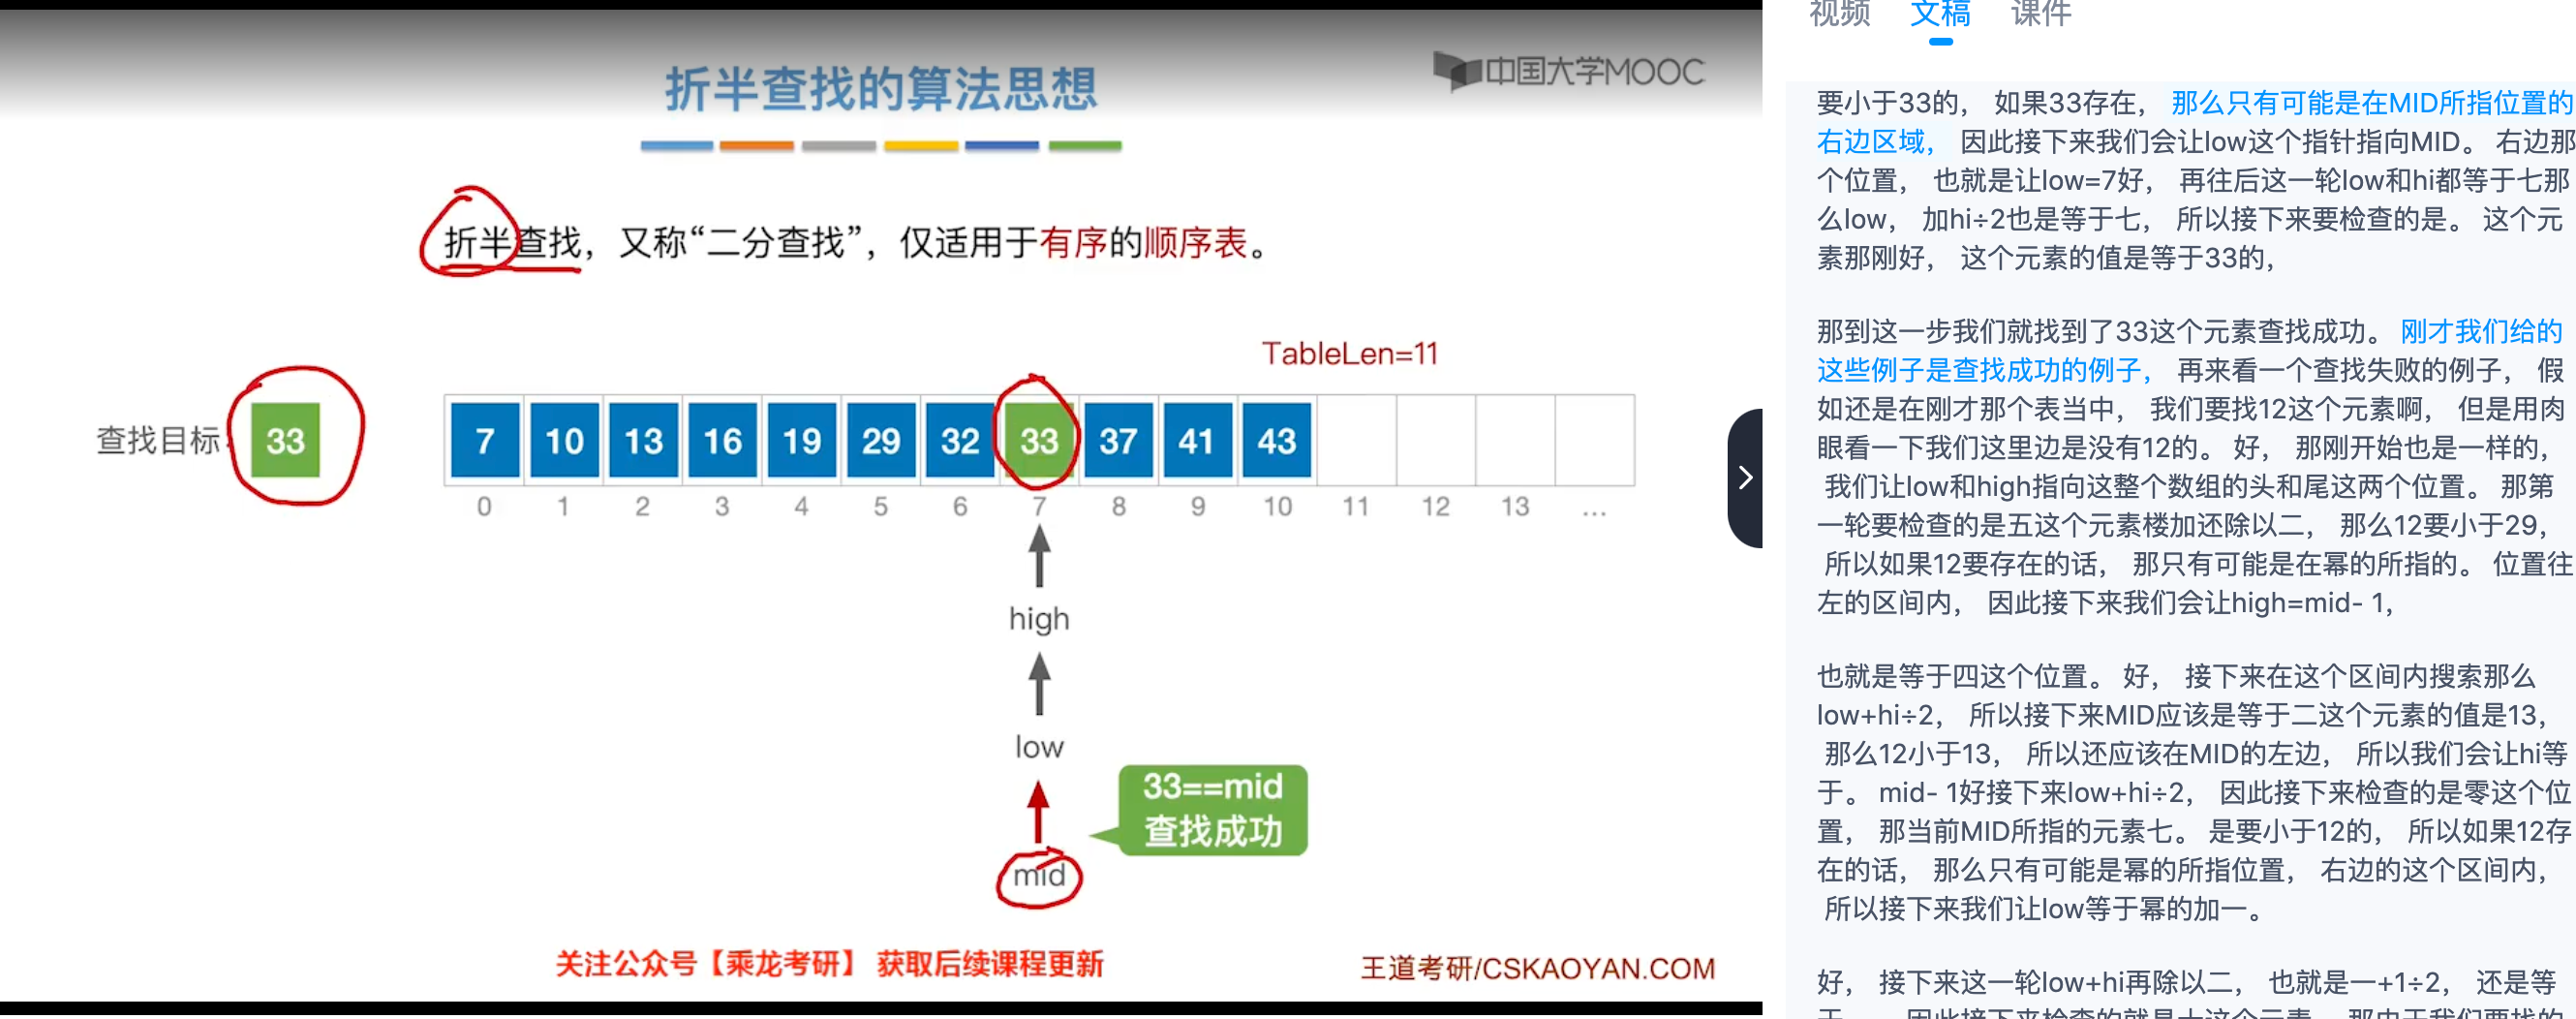 折半查找的算法思想
中国大学MOOC
折半查找，又称“二分查找”，仅适用于有序的顺序表。
TableLen=11
查找目标：
33
7 10 13 16 19 29 32 33 37 41 43
0 1 2 3 4 5 6 7 8 9 10 11 12 13 ...
high
low
33==mid
查找成功
mid
关注公众号【乘龙考研】 获取后续课程更新
王道考研/CSKAOYAN.COM
视频 文稿 课件
要小于33的， 如果33存在， 那么只有可能是在MID所指位置的
右边区域， 因此接下来我们会让low这个指针指向MID。 右边那
个位置， 也就是让low=7好， 再往后这一轮low和hi都等于七那
么low， 加hi÷2也是等于七， 所以接下来要检查的是。 这个元
素那刚好， 这个元素的值是等于33的，
那到这一步我们就找到了33这个元素查找成功。 刚才我们给的
这些例子是查找成功的例子， 再来看一个查找失败的例子， 假
如还是在刚才那个表当中， 我们要找12这个元素啊， 但是用肉
眼看一下我们这里边是没有12的。 好， 那刚开始也是一样的，
我们让low和high指向这整个数组的头和尾这两个位置。 那第
一轮要检查的是五这个元素楼加还除以二， 那么12要小于29，
所以如果12要存在的话， 那只有可能是在幂的所指的。 位置往
左的区间内， 因此接下来我们会让high=mid- 1,
也就是等于四这个位置。 好， 接下来在这个区间内搜索那么
low+hi÷2， 所以接下来MID应该是等于二这个元素的值是13，
那么12小于13， 所以还应该在MID的左边， 所以我们会让hi等
于。 mid- 1好接下来low+hi÷2， 因此接下来检查的是零这个位
置， 那当前MID所指的元素七。 是要小于12的， 所以如果12存
在的话， 那么只有可能是幂的所指位置， 右边的这个区间内，
所以接下来我们让low等于幂的加一。
好， 接下来这一轮low+hi再除以二， 也就是一+1÷2， 还是等